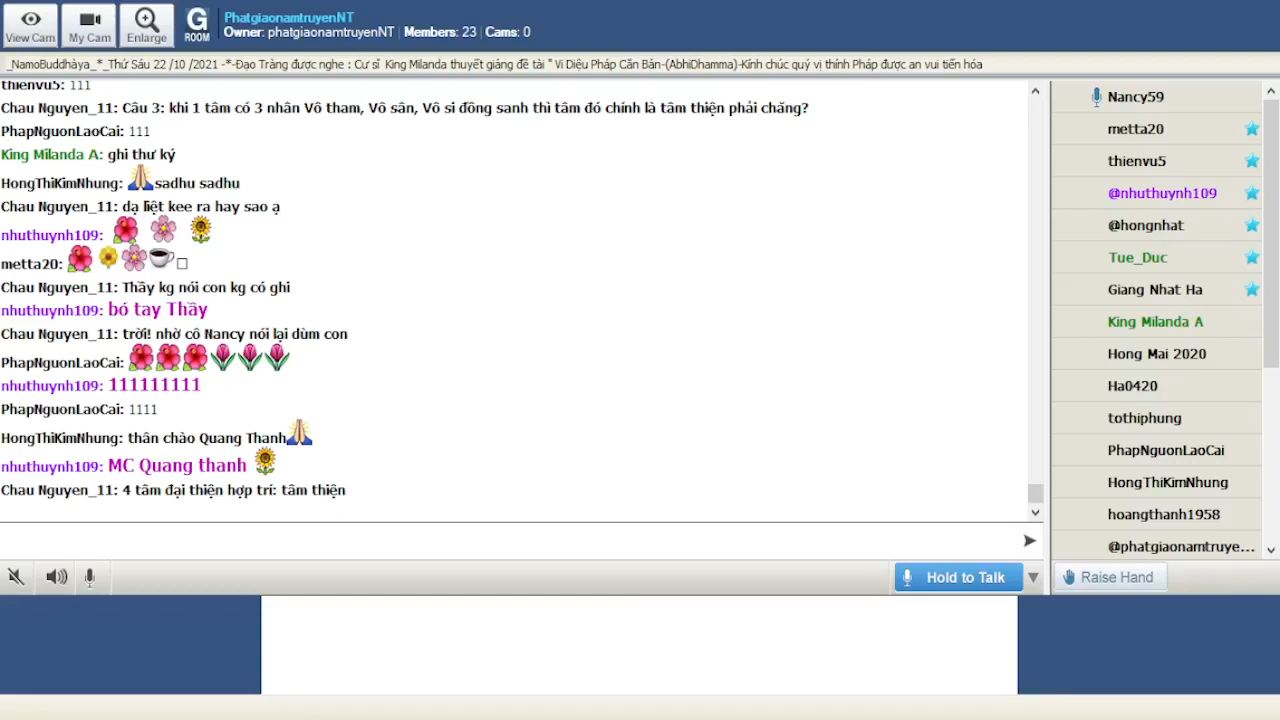 View Cam
My Cam
Enlarge
G
ROOM
PhatgiaonamtruyenNT
Owner: phatgiaonamtruyenNT | Members: 23 | Cams: 0
_NamoBuddhàya_*_Thứ Sáu 22 /10 /2021 -*-Đạo Tràng được nghe : Cư sĩ King Milanda thuyết giảng đề tài " Vi Diệu Pháp Căn Bản-(AbhiDhamma)-Kính chúc quý vị thính Pháp được an vui tiến hóa
thienvu5: 111
Chau Nguyen_11: Câu 3: khi 1 tâm có 3 nhân Vô tham, Vô sân, Vô si đồng sanh thì tâm đó chính là tâm thiện phải chăng?
PhapNguonLaoCai: 111
King Milanda A: ghi thư ký
HongThiKimNhung: sadhu sadhu
Chau Nguyen_11: dạ liệt kee ra hay sao ạ
nhuthuynh109:
metta20:
Chau Nguyen_11: Thầy kg nói con kg có ghi
nhuthuynh109: bó tay Thầy
Chau Nguyen_11: trời! nhờ cô Nancy nói lại dùm con
PhapNguonLaoCai:
nhuthuynh109: 111111111
PhapNguonLaoCai: 1111
HongThiKimNhung: thân chào Quang Thanh
nhuthuynh109: MC Quang thanh
Chau Nguyen_11: 4 tâm đại thiện hợp trí: tâm thiện
Nancy59
metta20
thienvu5
@nhuthuynh109
@hongnhat
Tue_Duc
Giang Nhat Ha
King Milanda A
Hong Mai 2020
Ha0420
tothiphung
PhapNguonLaoCai
HongThiKimNhung
hoangthanh1958
@phatgiaonamtruye...
Hold to Talk
Raise Hand